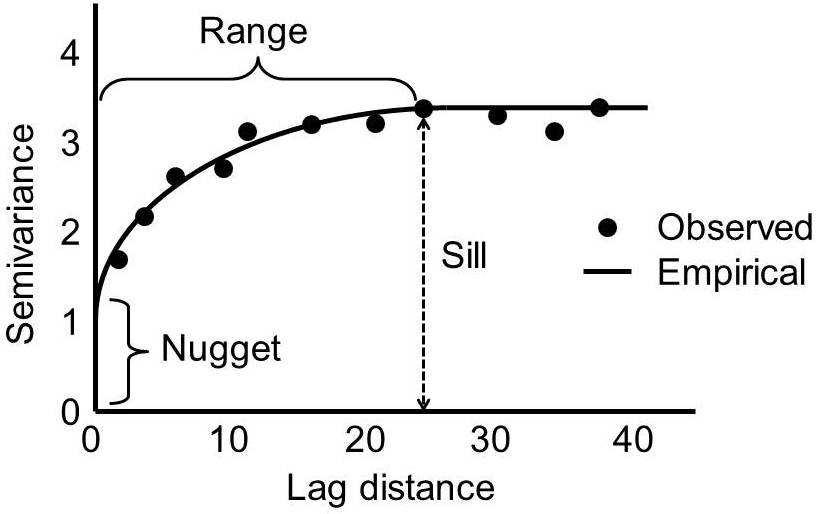 Range
4
3
2
1
0
Semivariance
Nugget
Sill
Observed
Empirical
0 10 20 30 40
Lag distance